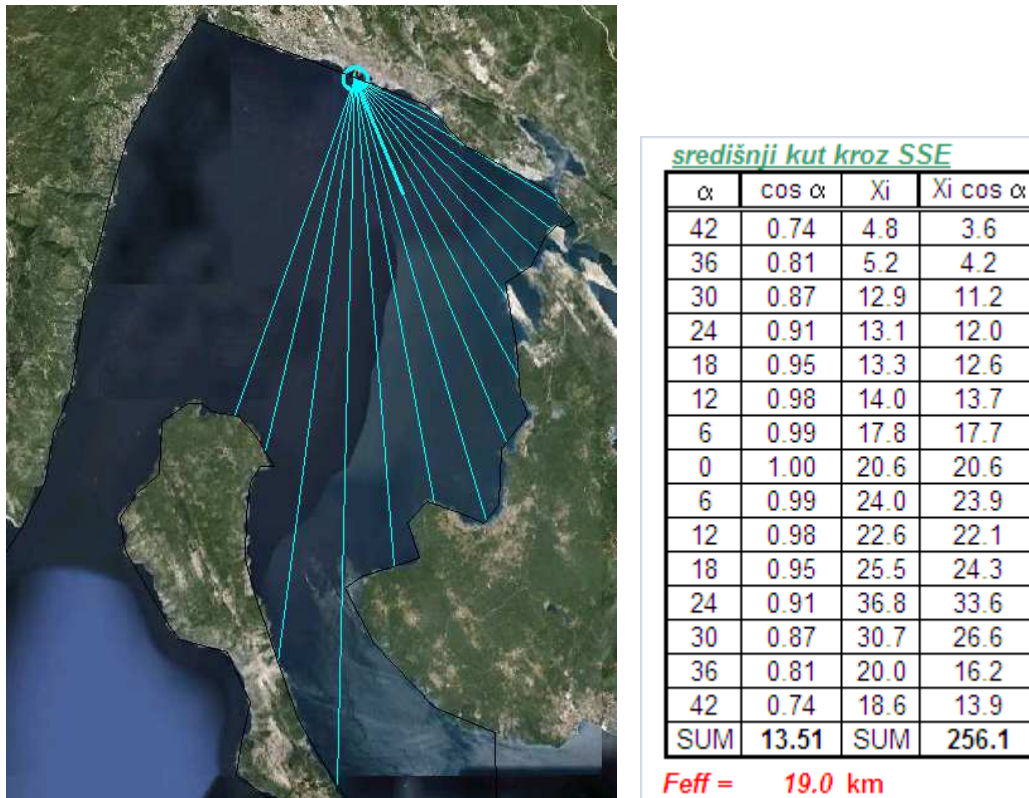 središnji kut kroz SSE
α cos α Xi Xi cos α
42 0.74 4.8 3.6
36 0.81 5.2 4.2
30 0.87 12.9 11.2
24 0.91 13.1 12.0
18 0.95 13.3 12.6
12 0.98 14.0 13.7
6 0.99 17.8 17.7
0 1.00 20.6 20.6
6 0.99 24.0 23.9
12 0.98 22.6 22.1
18 0.95 25.5 24.3
24 0.91 36.8 33.6
30 0.87 30.7 26.6
36 0.81 20.0 16.2
42 0.74 18.6 13.9
SUM 13.51 SUM 256.1
Feff = 19.0 km